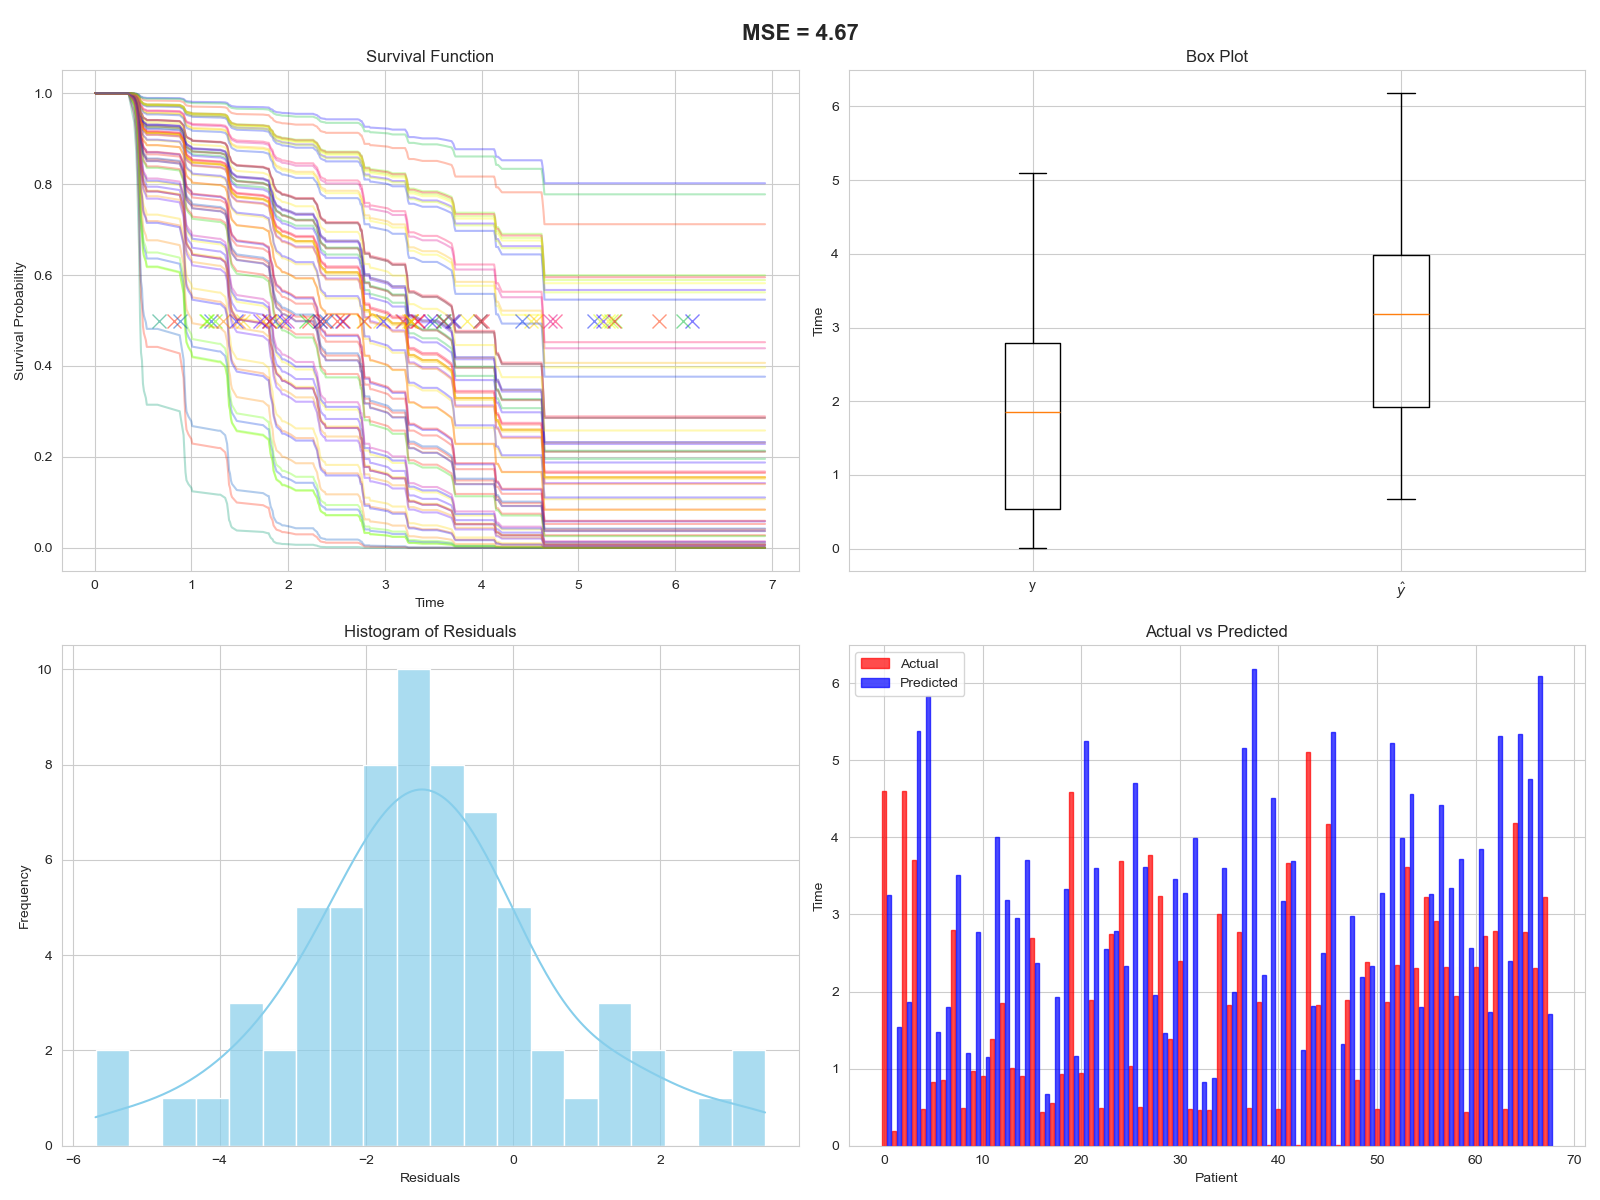 MSE = 4.67
Survival Function
Survival Probability
1.0
0.8
0.6
0.4
0.2
0.0
0 1 2 3 4 5 6 7
Time
Box Plot
Time
6
5
4
3
2
1
0
y ŷ
Histogram of Residuals
Frequency
10
8
6
4
2
0
−6 −4 −2 0 2
Residuals
Actual vs Predicted
Actual
Predicted
Time
6
5
4
3
2
1
0
0 10 20 30 40 50 60 70
Patient